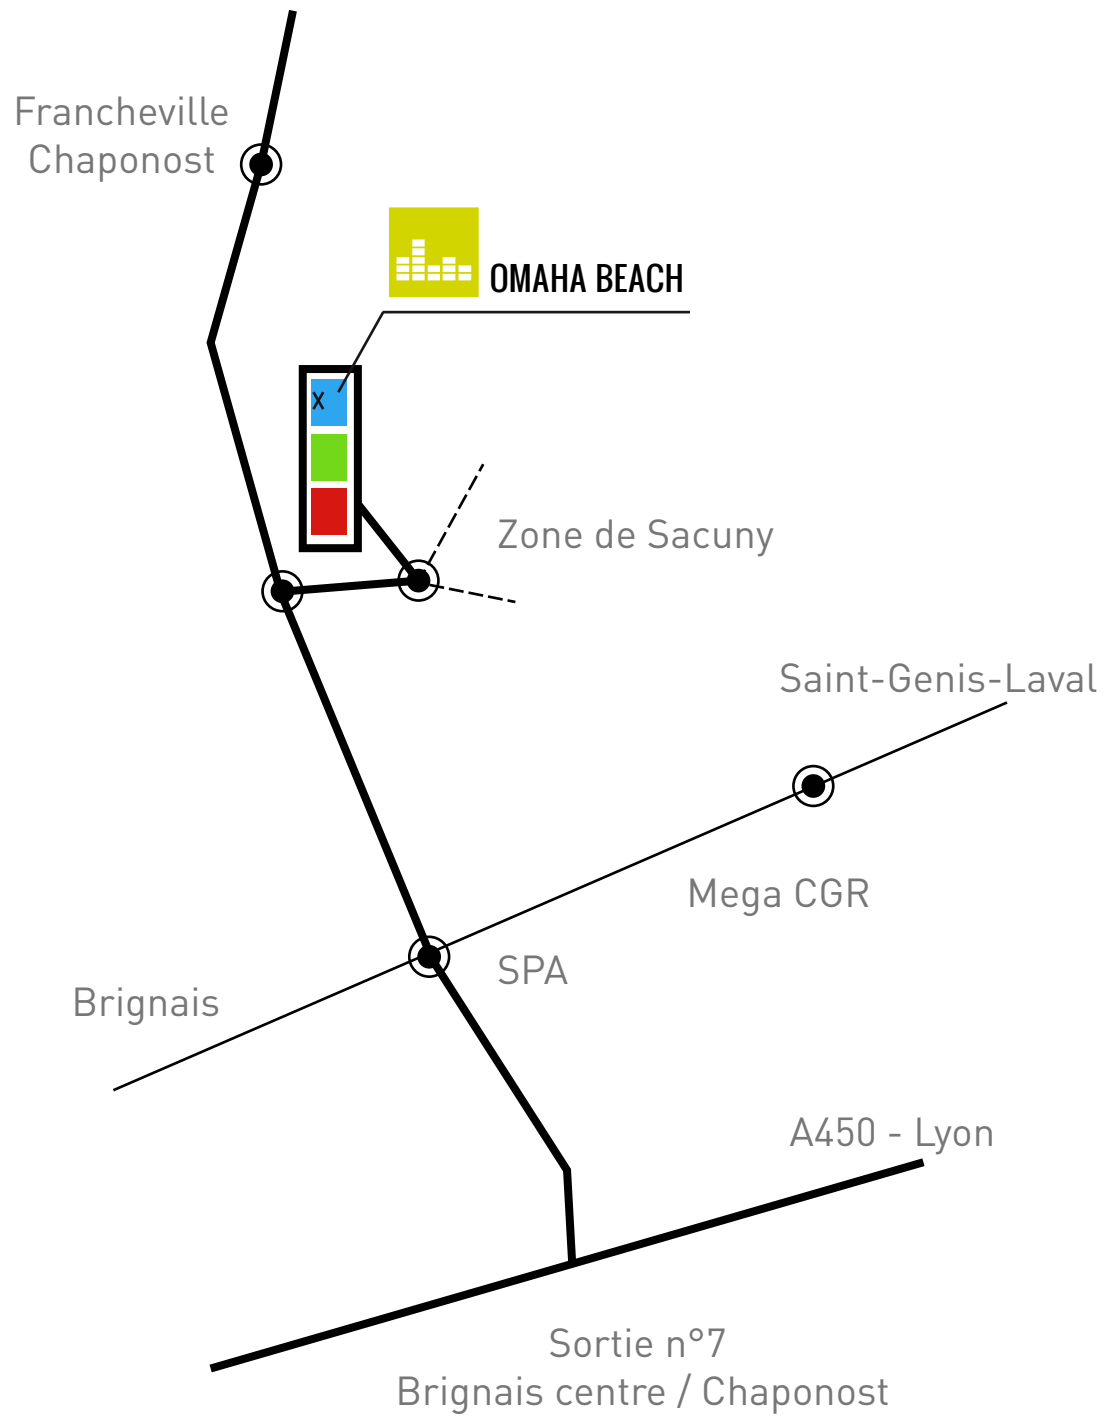 Francheville
Chaponost
OMAHA BEACH
X
Zone de Sacuny
Saint-Genis-Laval
Mega CGR
SPA
Brignais
A450 - Lyon
Sortie n°7
Brignais centre / Chaponost